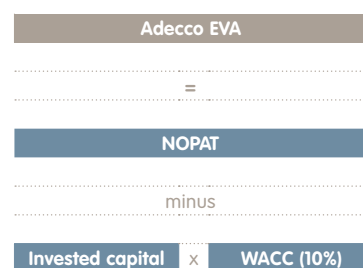 Adecco EVA
=
NOPAT
minus
Invested capital x WACC (10%)